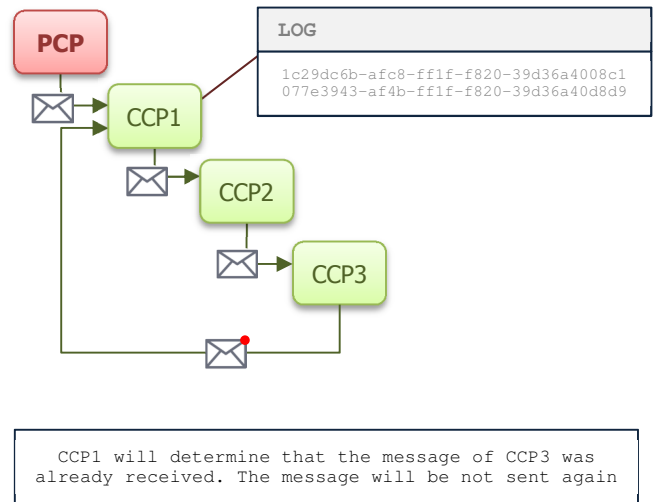 PCP
LOG
1c29dc6b-afc8-ff1f-f820-39d36a4008c1
077e3943-af4b-ff1f-f820-39d36a40d8d9
CCP1
CCP2
CCP3
CCP1 will determine that the message of CCP3 was
already received. The message will be not sent again